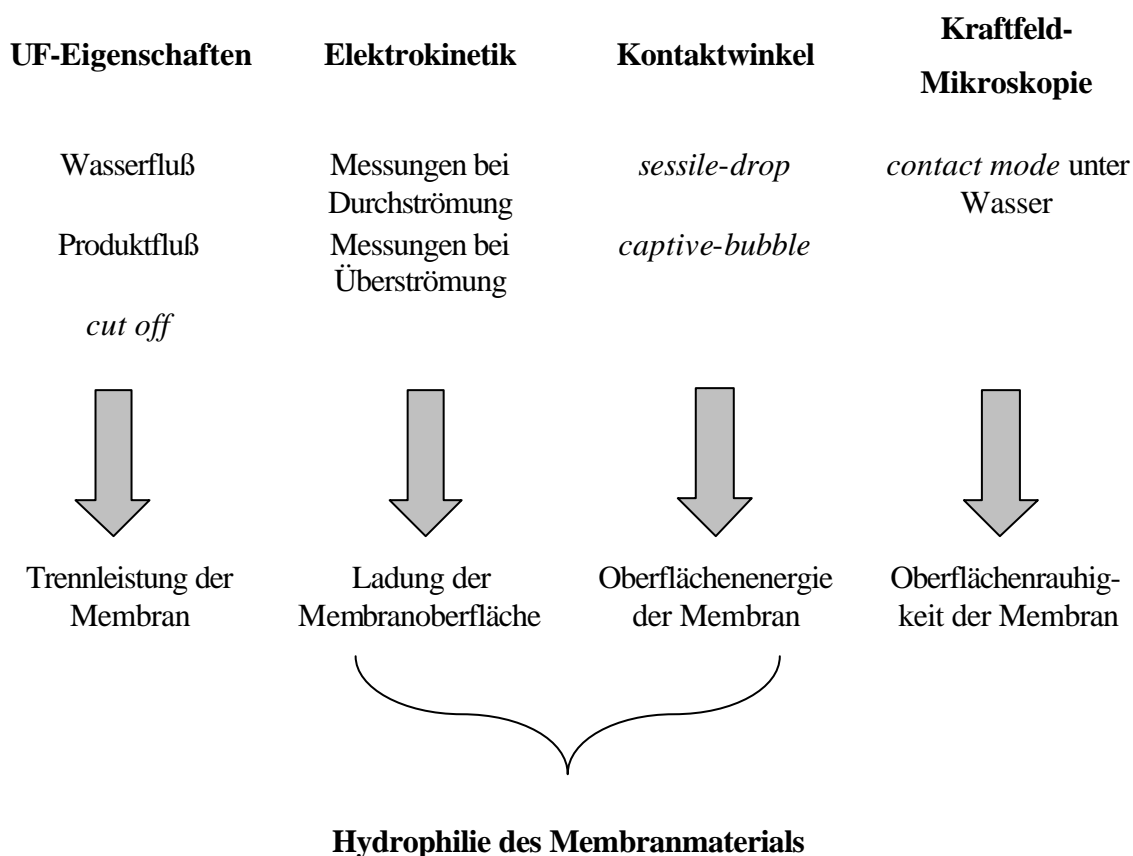 UF-Eigenschaften
Elektrokinetik
Kontaktwinkel
Kraftfeld-
Mikroskopie
Wasserfluß
Messungen bei
Durchströmung
sessile-drop
contact mode unter
Wasser
Produktfluß
Messungen bei
Überströmung
captive-bubble
cut off
Trennleistung der
Membran
Ladung der
Membranoberfläche
Oberflächenenergie
der Membran
Oberflächenrauhig-
keit der Membran
Hydrophilie des Membranmaterials